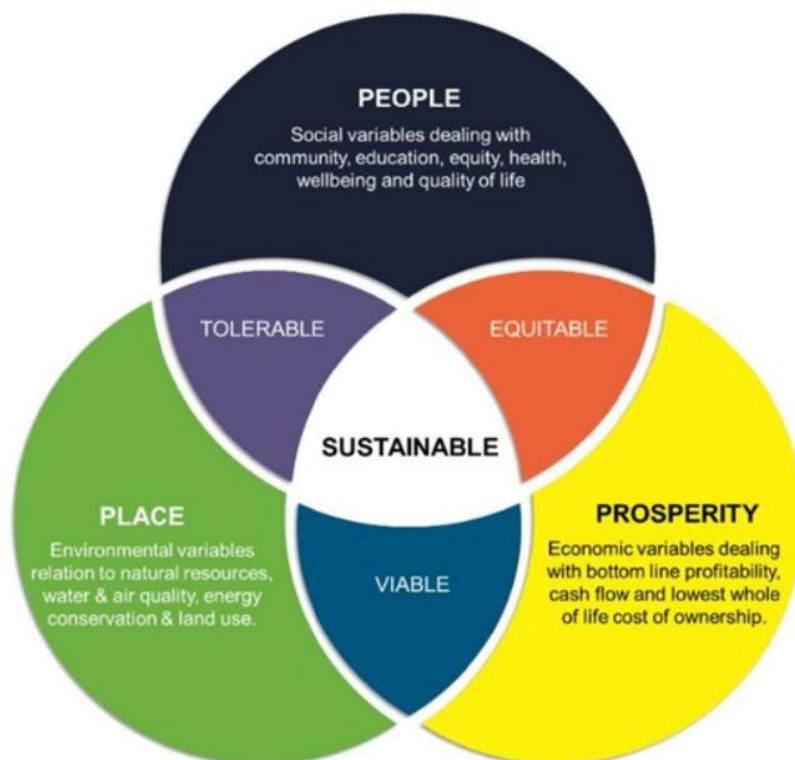 PEOPLE
Social variables dealing with
community, education, equity, health,
wellbeing and quality of life
TOLERABLE
EQUITABLE
SUSTAINABLE
PLACE
Environmental variables
relation to natural resources,
water & air quality, energy
conservation & land use.
VIABLE
PROSPERITY
Economic variables dealing
with bottom line profitability,
cash flow and lowest whole
of life cost of ownership.